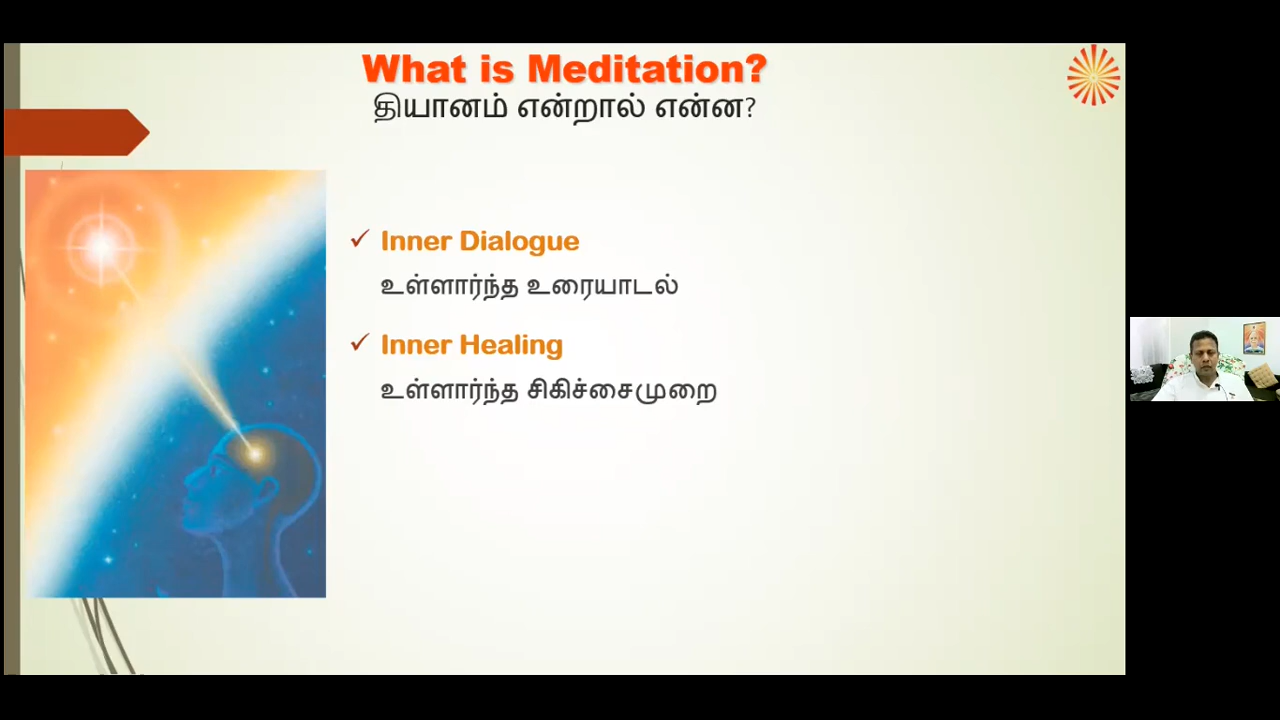 What is Meditation?
தியானம் என்றால் என்ன?
Inner Dialogue
உள்ளார்ந்த உரையாடல்
Inner Healing
உள்ளார்ந்த சிகிச்சைமுறை